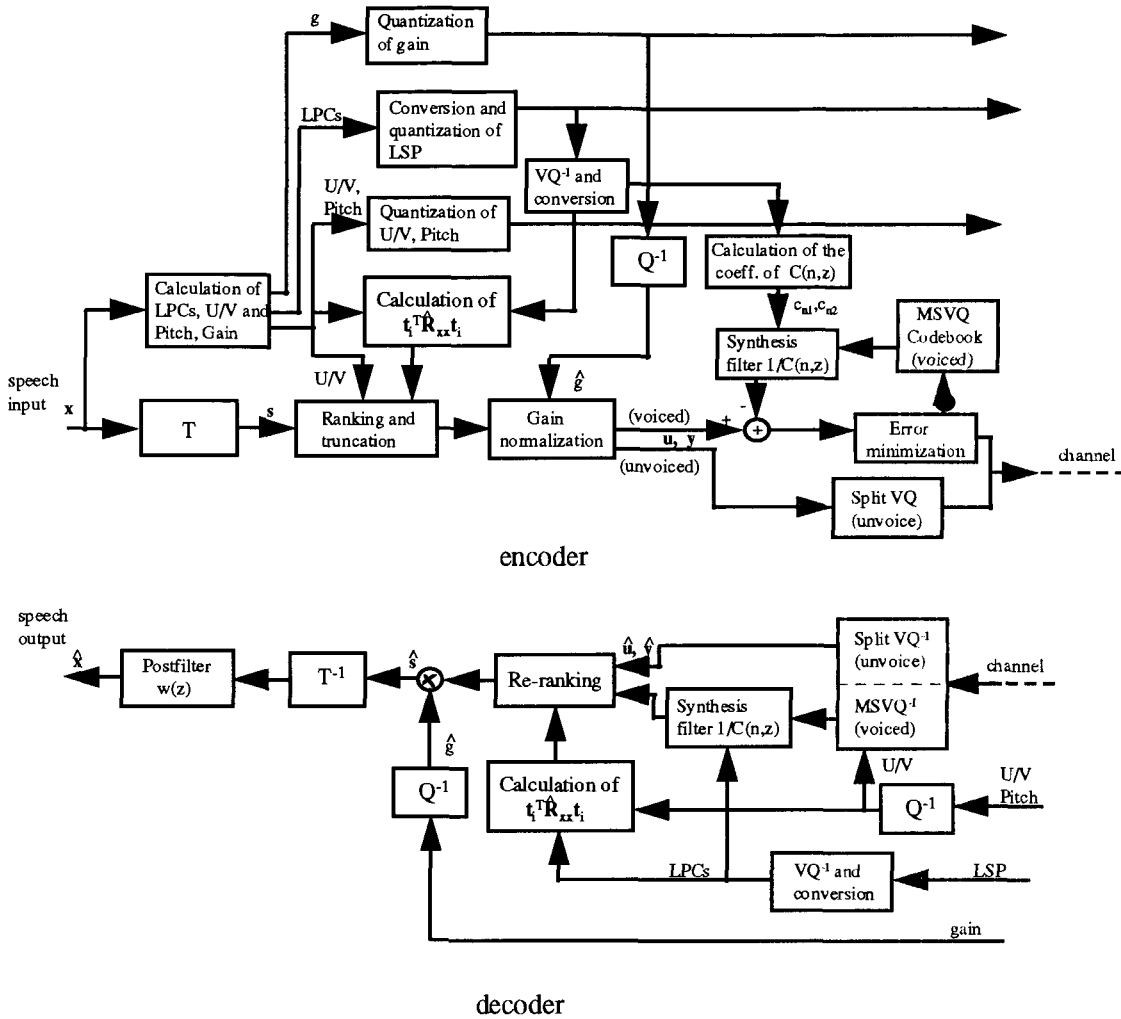 g
Quantization
of gain
LPCs
Conversion and
quantization of
LSP
VQ⁻¹ and
conversion
U/V,
Pitch
Quantization of
U/V, Pitch
Q⁻¹
Calculation of the
coeff. of C(n,z)
Calculation of
LPCs, U/V and
Pitch, Gain
Calculation of
tᵢᵀR̂ₓₓtᵢ
cₙ₁,cₙ₂
MSVQ
Codebook
(voiced)
Synthesis
filter 1/C(n,z)
speech
input
x
U/V
ĝ
T
s
Ranking and
truncation
Gain
normalization
(voiced)
u, y
(unvoiced)
+
-
+
Error
minimization
channel
Split VQ
(unvoice)
encoder
speech
output
x̂
Postfilter
w(z)
T⁻¹
ŝ
×
Re-ranking
û, ŷ
Split VQ⁻¹
(unvoice)
MSVQ⁻¹
(voiced)
channel
Synthesis
filter 1/C(n,z)
ĝ
Q⁻¹
Calculation of
tᵢᵀR̂ₓₓtᵢ
U/V
Q⁻¹
U/V
Pitch
LPCs
VQ⁻¹ and
conversion
LSP
gain
decoder